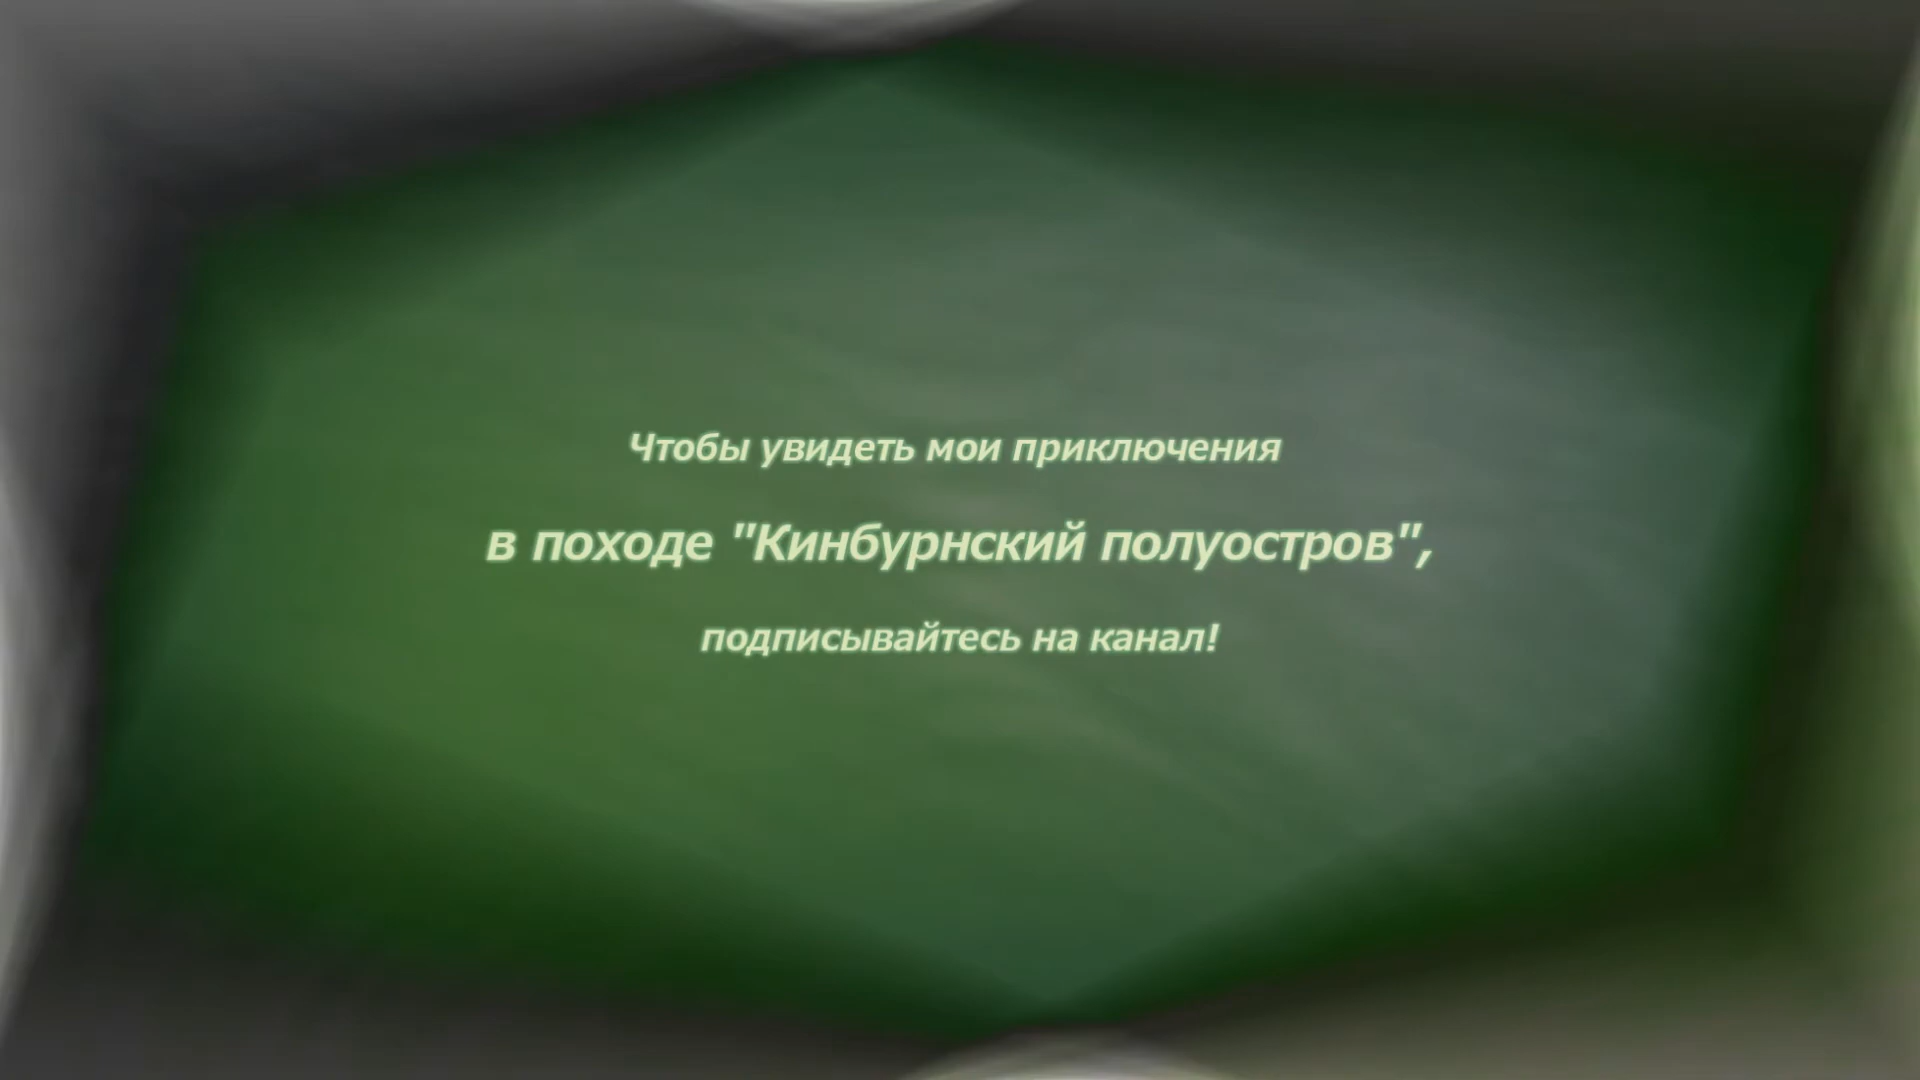 Чтобы увидеть мои приключения
в походе "Кинбурнский полуостров",
подписывайтесь на канал!